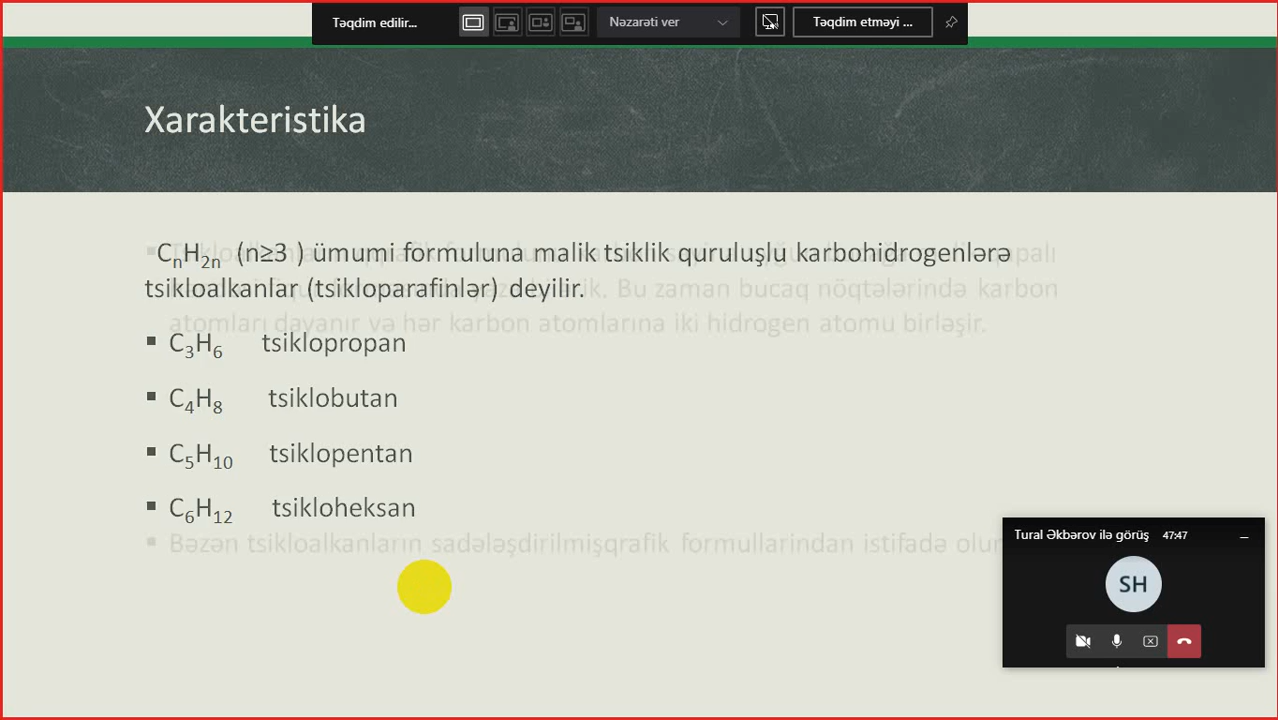 Təqdim edilir...
Nəzarəti ver
Təqdim etməyi ...
Xarakteristika
CnH2n (n≥3 ) ümumi formuluna malik tsiklik quruluşlu karbohidrogenlərə
tsikloalkanlar (tsikloparafinlər) deyilir.
Bu zaman bucaq nöqtələrində karbon
atomları dayanır və hər karbon atomlarına iki hidrogen atomu birləşir.
▪ C3H6 tsiklopropan
▪ C4H8 tsiklobutan
▪ C5H10 tsiklopentan
▪ C6H12 tsikloheksan
▪ Bəzən tsikloalkanların sadələşdirilmişqrafik formullarindan istifadə
Tural Əkbərov ilə görüş 47:47
SH